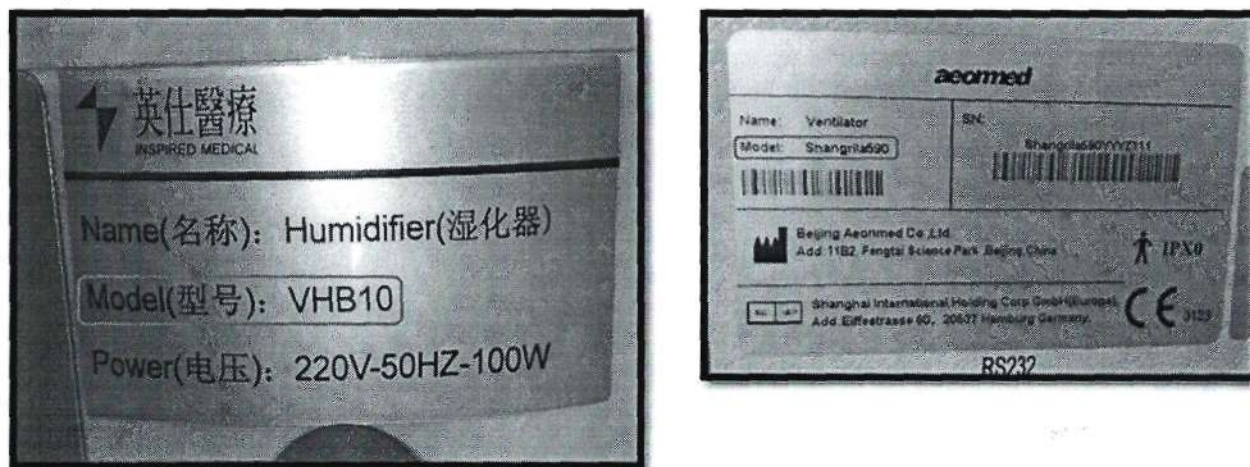 英仕醫療
INSPIRED MEDICAL
Name(名称): Humidifier(湿化器)
Model(型号): VHB10
Power(电压): 220V-50HZ-100W
aeonmed
Name: Ventilator
Model: Shangrila590
SN:
Beijing Aeonmed Co.,Ltd.
Add: 11B2, Fengtai Science Park, Beijing, China
IPX0
Shanghai International Holding Corp. GmbH(Europe)
Add: Eiffestrasse 80, 20537 Hamburg Germany.
CE
RS232